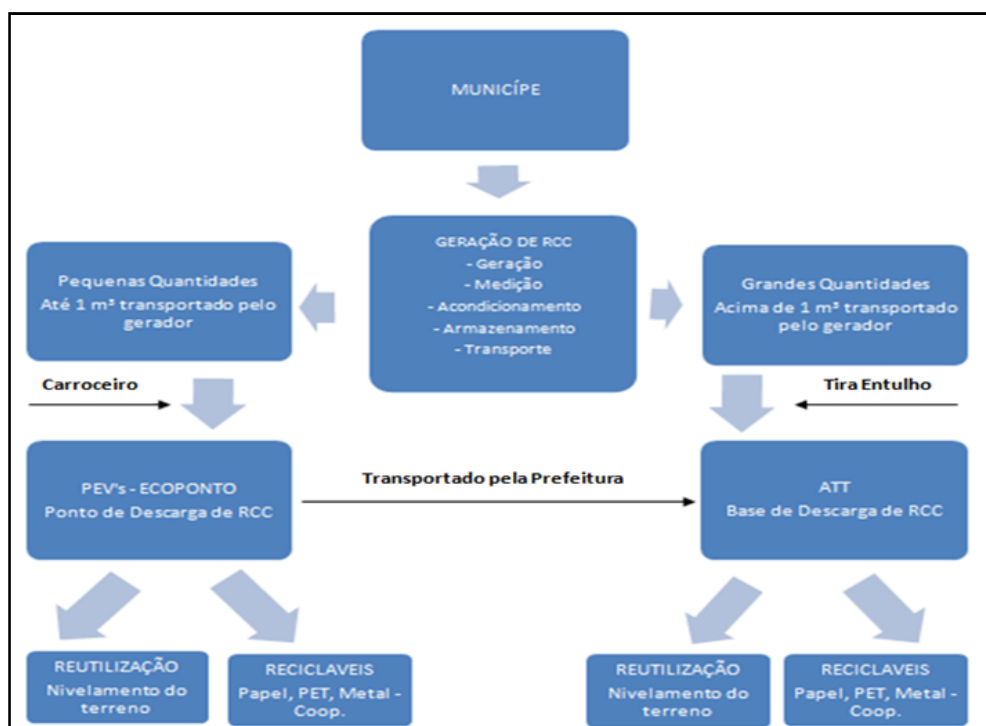 MUNICÍPE
GERAÇÃO DE RCC
- Geração
- Medição
- Acondicionamento
- Armazenamento
- Transporte
Pequenas Quantidades
Até 1 m³ transportado pelo
gerador
Grandes Quantidades
Acima de 1 m³ transportado
pelo gerador
Carroceiro
Tira Entulho
PEV's - ECOPONTO
Ponto de Descarga de RCC
Transportado pela Prefeitura
ATT
Base de Descarga de RCC
REUTILIZAÇÃO
Nivelamento do
terreno
RECICLAVEIS
Papel, PET, Metal -
Coop.
REUTILIZAÇÃO
Nivelamento do
terreno
RECICLAVEIS
Papel, PET, Metal -
Coop.